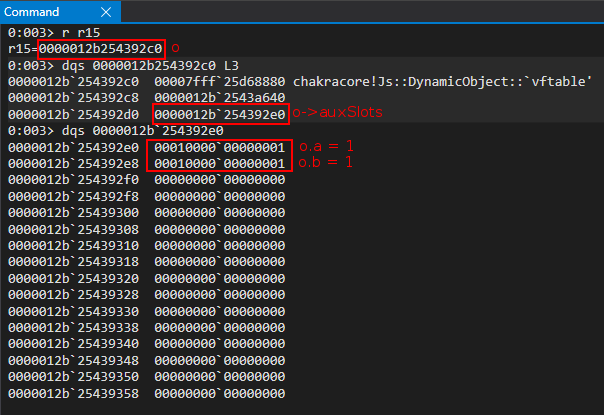 Command X
0:003> r r15
r15=0000012b254392c0 o
0:003> dqs 0000012b254392c0 L3
0000012b`254392c0 00007fff`25d68880 chakracore!Js::DynamicObject::`vftable'
0000012b`254392c8 0000012b`2543a640
0000012b`254392d0 0000012b`254392e0 o->auxSlots
0:003> dqs 0000012b`254392e0
0000012b`254392e0 00010000`00000001 o.a = 1
0000012b`254392e8 00010000`00000001 o.b = 1
0000012b`254392f0 00000000`00000000
0000012b`254392f8 00000000`00000000
0000012b`25439300 00000000`00000000
0000012b`25439308 00000000`00000000
0000012b`25439310 00000000`00000000
0000012b`25439318 00000000`00000000
0000012b`25439320 00000000`00000000
0000012b`25439328 00000000`00000000
0000012b`25439330 00000000`00000000
0000012b`25439338 00000000`00000000
0000012b`25439340 00000000`00000000
0000012b`25439348 00000000`00000000
0000012b`25439350 00000000`00000000
0000012b`25439358 00000000`00000000